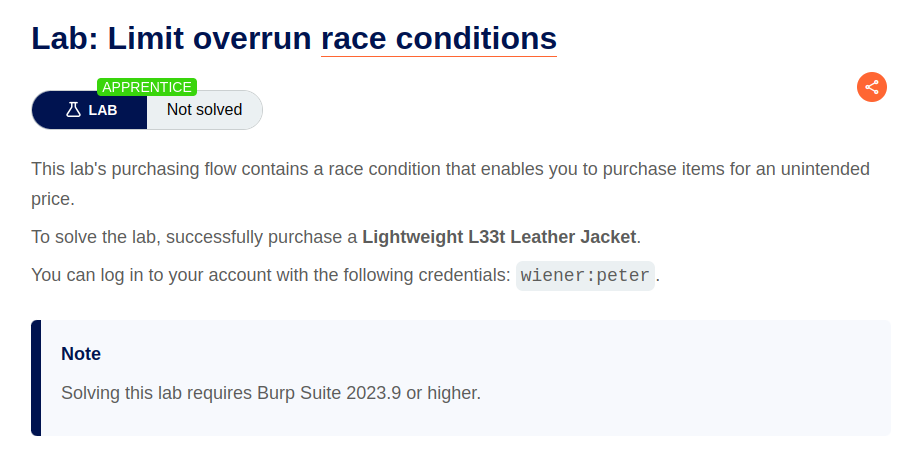 Lab: Limit overrun race conditions
APPRENTICE
LAB Not solved
This lab's purchasing flow contains a race condition that enables you to purchase items for an unintended
price.
To solve the lab, successfully purchase a Lightweight L33t Leather Jacket.
You can log in to your account with the following credentials: wiener:peter.
Note
Solving this lab requires Burp Suite 2023.9 or higher.